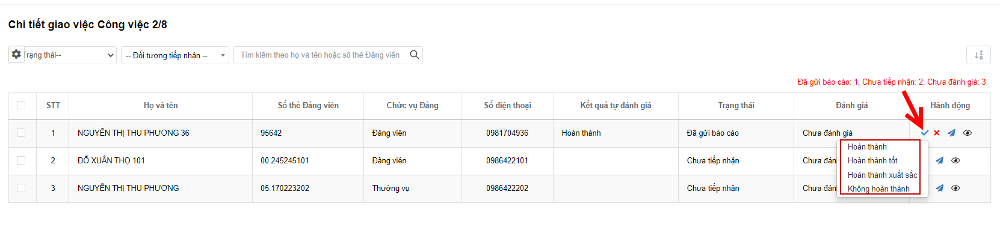 Chi tiết giao việc Công việc 2/8
Trạng thái-- -- Đối tượng tiếp nhận -- Tìm kiếm theo họ và tên hoặc số thẻ Đảng viên
Đã gửi báo cáo: 1, Chưa tiếp nhận: 2, Chưa đánh giá: 3
STT Họ và tên Số thẻ Đảng viên Chức vụ Đảng Số điện thoại Kết quả tự đánh giá Trạng thái Đánh giá Hành động
1 NGUYỄN THỊ THU PHƯƠNG 36 95642 Đảng viên 0981704936 Hoàn thành Đã gửi báo cáo Chưa đánh giá
Hoàn thành
2 ĐỖ XUÂN THỌ 101 00.245245101 Đảng viên 0986422101 Chưa tiếp nhận Chưa đán
Hoàn thành tốt
Hoàn thành xuất sắc
3 NGUYỄN THỊ THU PHƯƠNG 05.170223202 Thường vụ 0986422202 Chưa tiếp nhận Chưa đán
Không hoàn thành